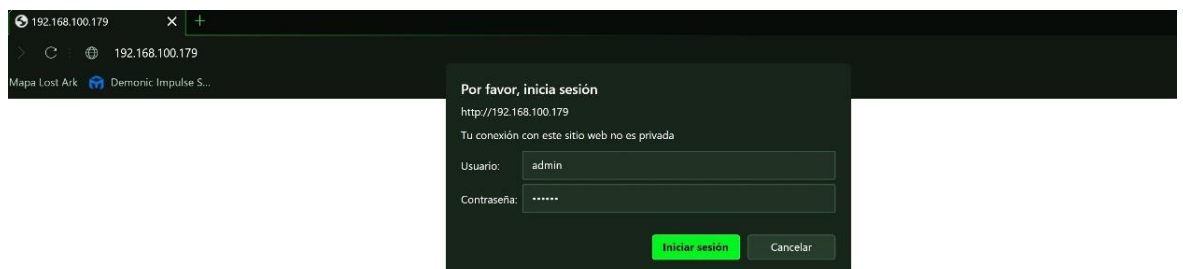 192.168.100.179
192.168.100.179
Mapa Lost Ark Demonic Impulse S...
Por favor, inicia sesión
http://192.168.100.179
Tu conexión con este sitio web no es privada
Usuario: admin
Contraseña: ••••••
Iniciar sesión Cancelar